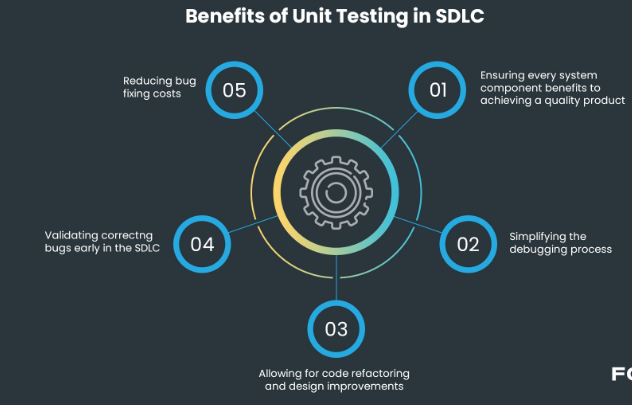 Benefits of Unit Testing in SDLC
01
Ensuring every system
component benefits to
achieving a quality product
02
Simplifying the
debugging process
03
Allowing for code refactoring
and design improvements
04
Validating correctng
bugs early in the SDLC
05
Reducing bug
fixing costs